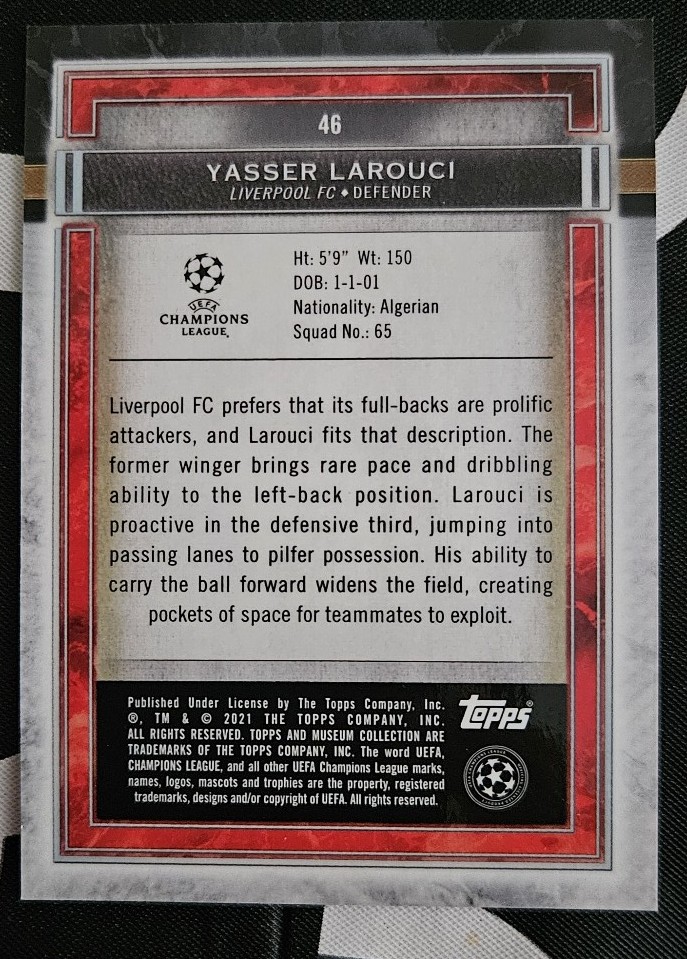 46
YASSER LAROUCI
LIVERPOOL FC ♦ DEFENDER
Ht: 5'9" Wt: 150
DOB: 1-1-01
Nationality: Algerian
Squad No.: 65
UEFA
CHAMPIONS
LEAGUE
Liverpool FC prefers that its full-backs are prolific
attackers, and Larouci fits that description. The
former winger brings rare pace and dribbling
ability to the left-back position. Larouci is
proactive in the defensive third, jumping into
passing lanes to pilfer possession. His ability to
carry the ball forward widens the field, creating
pockets of space for teammates to exploit.
Published Under License by The Topps Company, Inc.
®, TM & © 2021 THE TOPPS COMPANY, INC.
ALL RIGHTS RESERVED. TOPPS AND MUSEUM COLLECTION ARE
TRADEMARKS OF THE TOPPS COMPANY, INC. The word UEFA,
CHAMPIONS LEAGUE, and all other UEFA Champions League marks,
names, logos, mascots and trophies are the property, registered
trademarks, designs and/or copyright of UEFA. All rights reserved.
Topps®